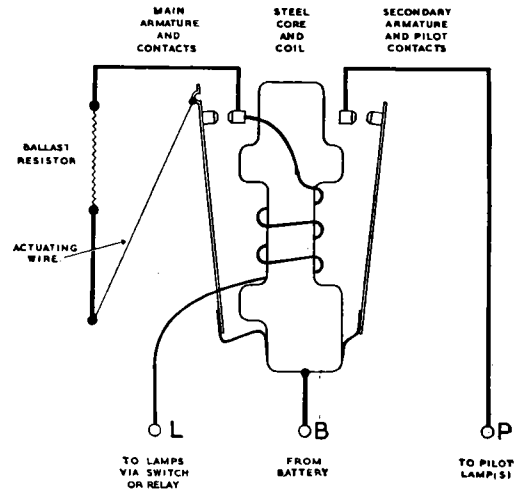 MAIN
ARMATURE
AND
CONTACTS
STEEL
CORE
AND
COIL
SECONDARY
ARMATURE
AND PILOT
CONTACTS
BALLAST
RESISTOR
ACTUATING
WIRE
L
B
P
TO LAMPS
VIA SWITCH
OR RELAY
FROM
BATTERY
TO PILOT
LAMP(S)